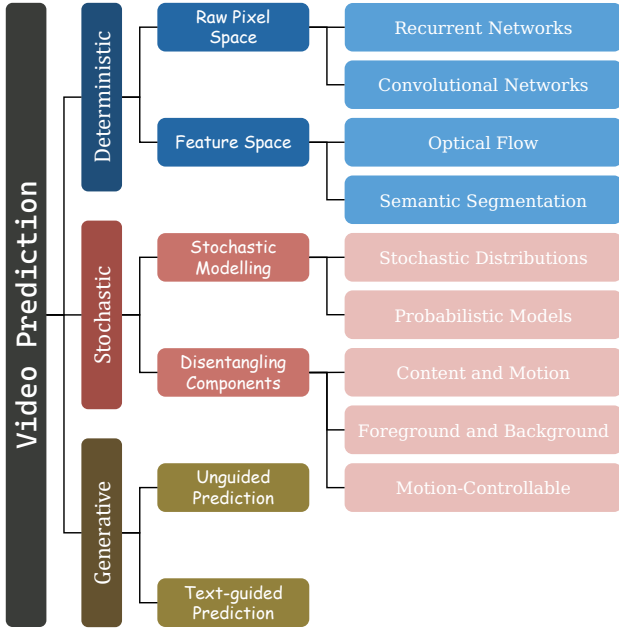 Video Prediction
Deterministic
Raw Pixel
Space
Recurrent Networks
Convolutional Networks
Feature Space
Optical Flow
Semantic Segmentation
Stochastic
Stochastic
Modelling
Stochastic Distributions
Probabilistic Models
Disentangling
Components
Content and Motion
Foreground and Background
Motion-Controllable
Generative
Unguided
Prediction
Text-guided
Prediction